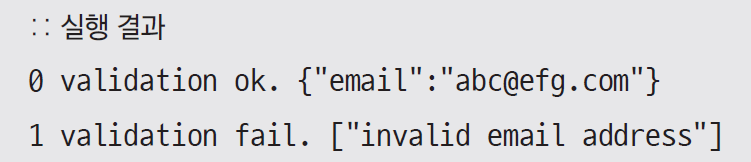 :: 실행 결과
0 validation ok. {"email":"abc@efg.com"}
1 validation fail. ["invalid email address"]